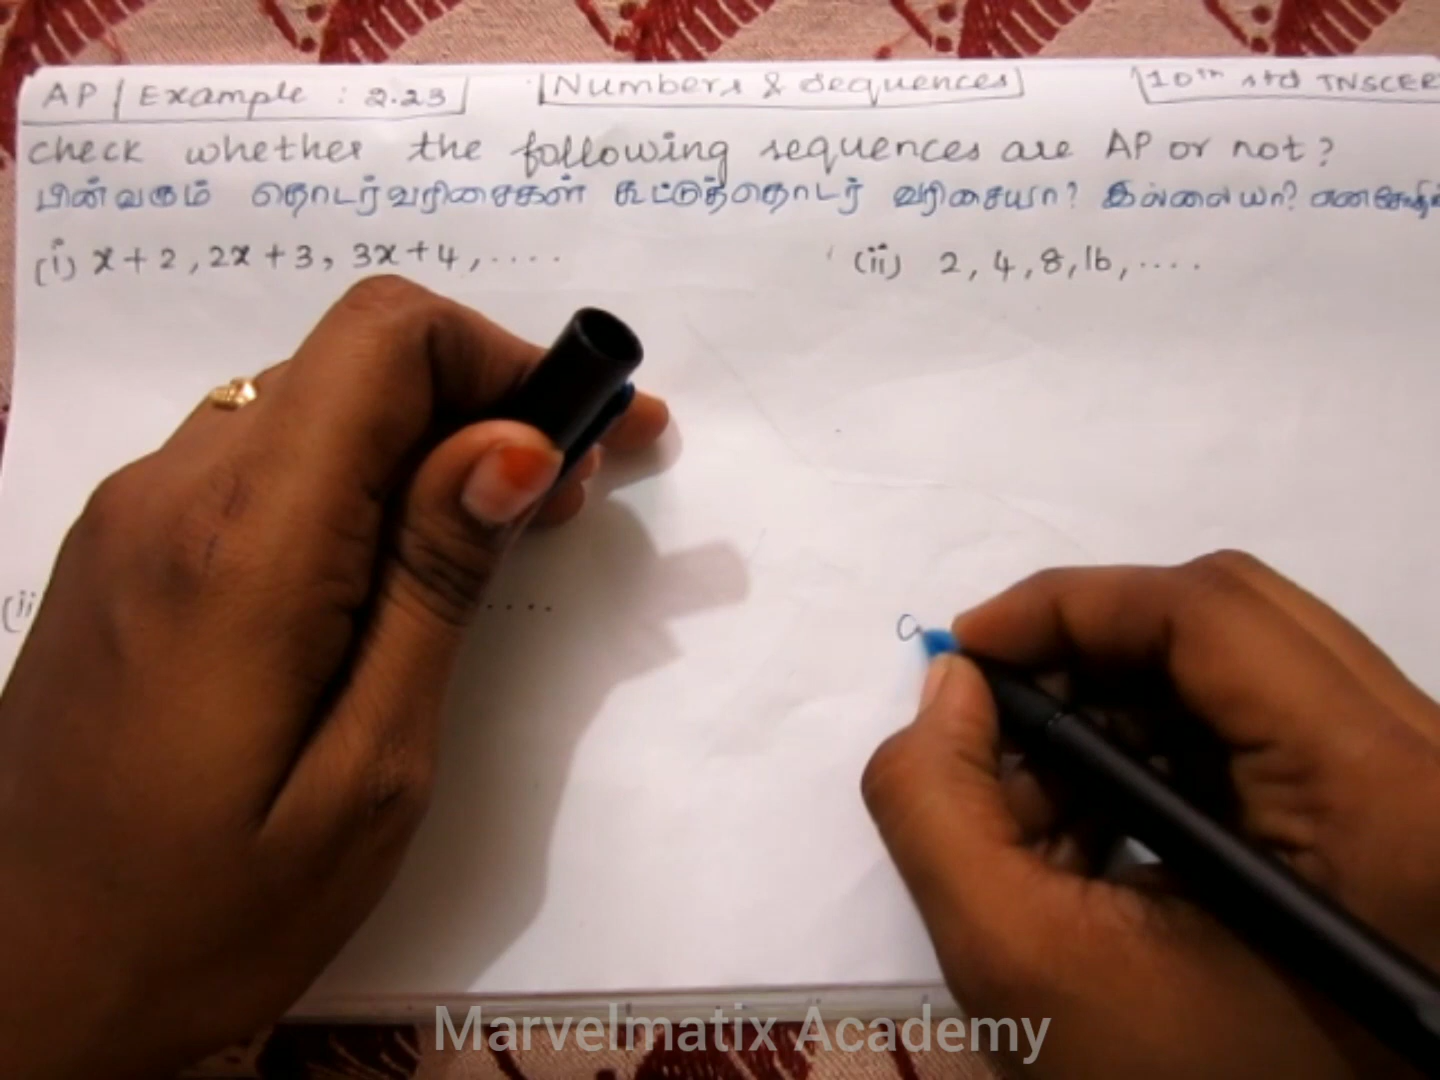 AP | Example : 2.23 Numbers & sequences 10th std TNSCER
check whether the following sequences are AP or not?
பின்வரும் தொடர்வரிசைகள் கூட்டுத்தொடர் வரிசையா? இல்லையா?
(i) x + 2, 2x + 3, 3x + 4, .... (ii) 2, 4, 8, 16, ....
(ii .... a
Marvelmatix Academy